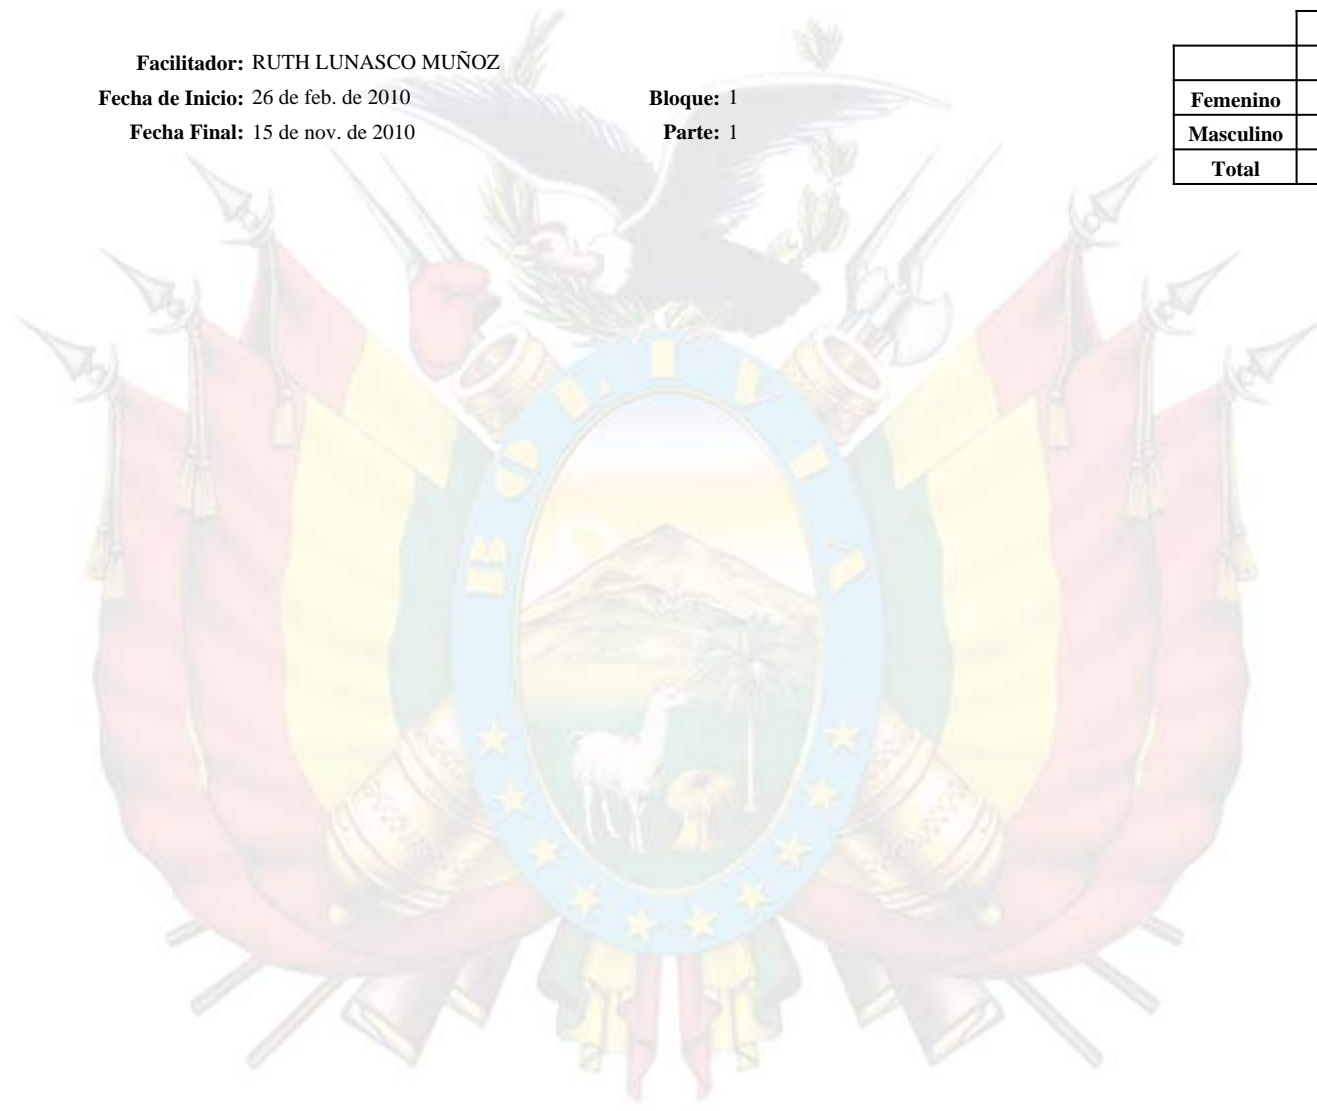 Facilitador: RUTH LUNASCO MUÑOZ
Fecha de Inicio: 26 de feb. de 2010 Bloque: 1
Fecha Final: 15 de nov. de 2010 Parte: 1
Femenino
Masculino
Total
BOLIVIA